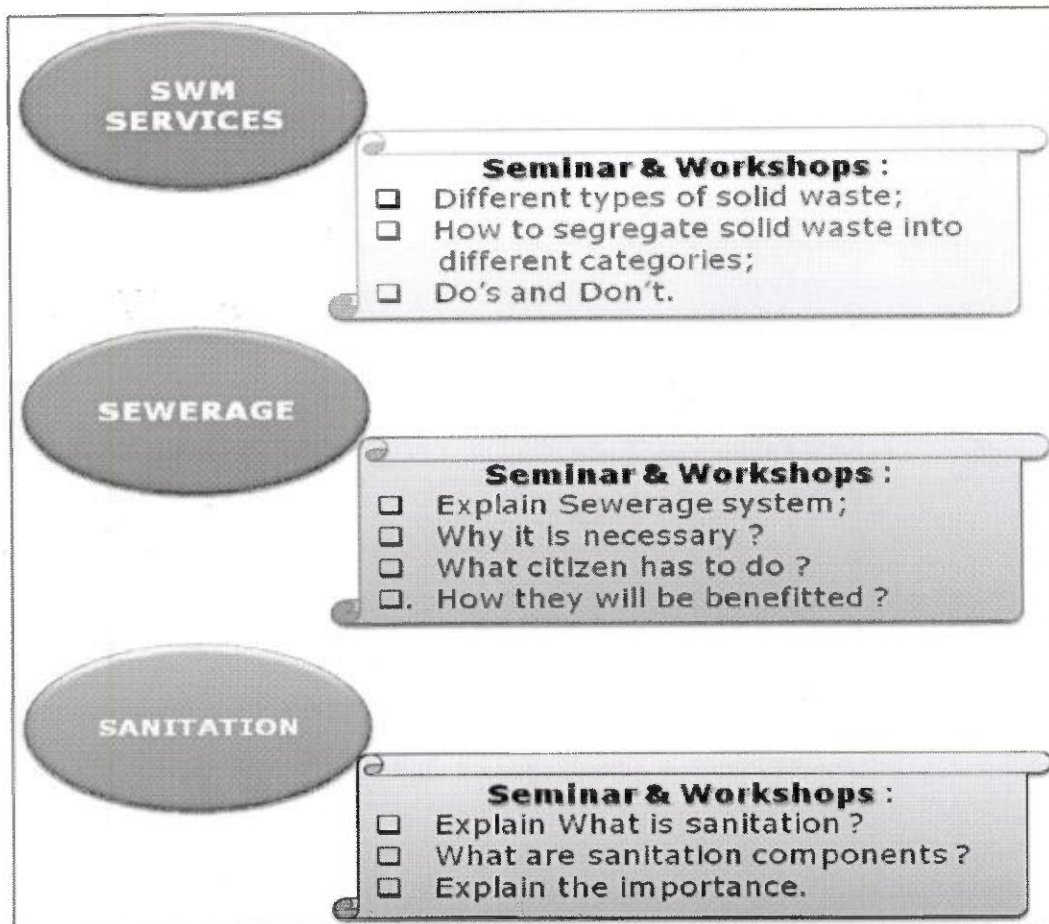 SWM
SERVICES
Seminar & Workshops :
❑ Different types of solid waste;
❑ How to segregate solid waste into
different categories;
❑ Do's and Don't.
SEWERAGE
Seminar & Workshops :
❑ Explain Sewerage system;
❑ Why it is necessary ?
❑ What citizen has to do ?
❑. How they will be benefitted ?
SANITATION
Seminar & Workshops :
❑ Explain What is sanitation ?
❑ What are sanitation components ?
❑ Explain the importance.